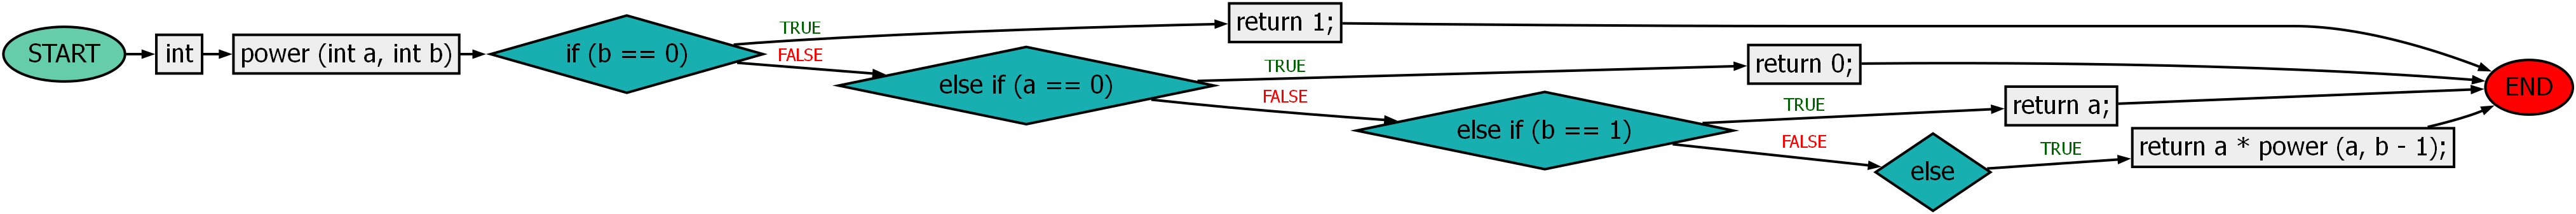 START
int
power (int a, int b)
if (b == 0)
TRUE
FALSE
return 1;
else if (a == 0)
TRUE
FALSE
return 0;
else if (b == 1)
TRUE
FALSE
return a;
else
TRUE
return a * power (a, b - 1);
END